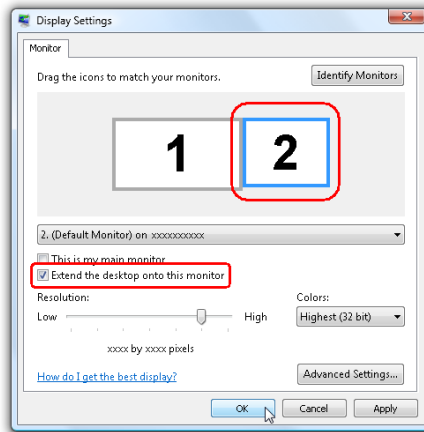 Display Settings
Monitor
Drag the icons to match your monitors.
Identify Monitors
1
2
2. (Default Monitor) on xxxxxxxxxx
This is my main monitor
Extend the desktop onto this monitor
Resolution:
Colors:
Low
High
Highest (32 bit)
xxxx by xxxx pixels
How do I get the best display?
Advanced Settings...
OK
Cancel
Apply